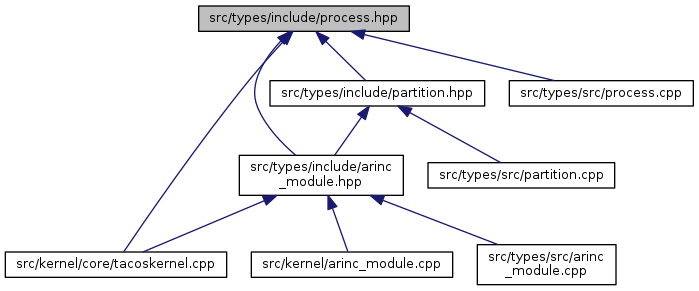 src/types/include/process.hpp
src/types/include/partition.hpp
src/types/src/process.cpp
src/types/include/arinc
_module.hpp
src/types/src/partition.cpp
src/kernel/core/tacoskernel.cpp
src/kernel/arinc_module.cpp
src/types/src/arinc
_module.cpp